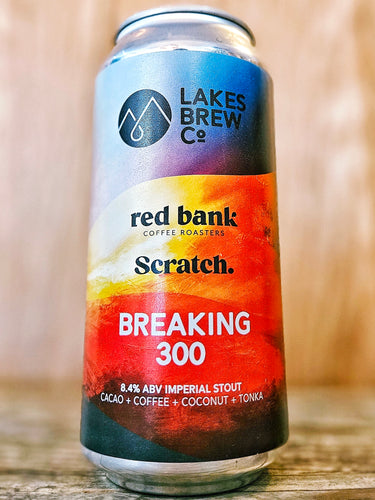 LAKES
BREW
Cº
red bank
COFFEE ROASTERS
Scratch.
BREAKING
300
8.4% ABV IMPERIAL STOUT
CACAO + COFFEE + COCONUT + TONKA